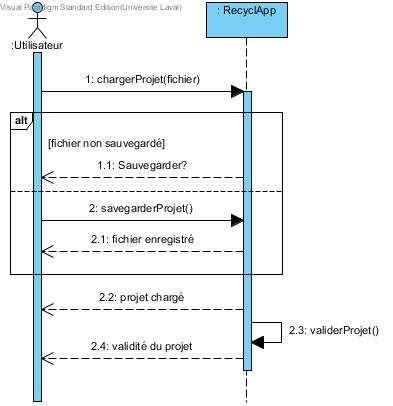 Visual Paradigm Standard Edition(Universite Laval)
:Utilisateur
: RecyclApp
1: chargerProjet(fichier)
alt
[fichier non sauvegardé]
1.1: Sauvegarder?
2: savegarderProjet()
2.1: fichier enregistré
2.2: projet chargé
2.3: validerProjet()
2.4: validité du projet